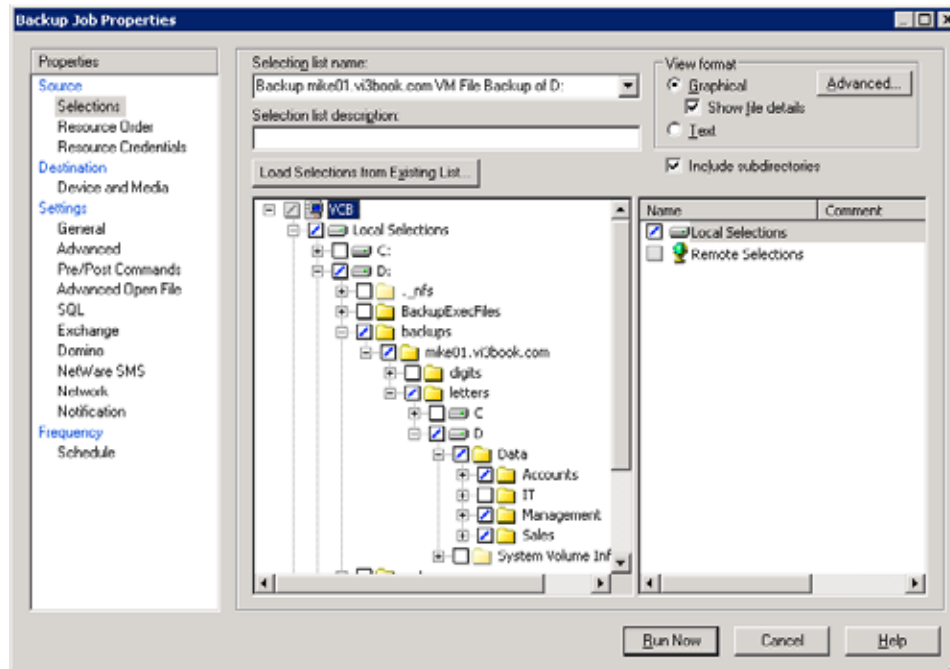 Backup Job Properties
Properties
Source
Selections
Resource Order
Resource Credentials
Destination
Device and Media
Settings
General
Advanced
Pre/Post Commands
Advanced Open File
SQL
Exchange
Domino
NetWare SMS
Network
Notification
Frequency
Schedule
Selection list name:
Backup mike01.vi3book.com VM File Backup of D:
Selection list description:
Load Selections from Existing List...
View format
Graphical
Advanced...
Show file details
Text
Include subdirectories
VCB
Local Selections
C:
D:
._nfs
BackupExecFiles
backups
mike01.vi3book.com
digits
letters
C
D
Data
Accounts
IT
Management
Sales
System Volume Inf
Name Comment
Local Selections
Remote Selections
Run Now Cancel Help